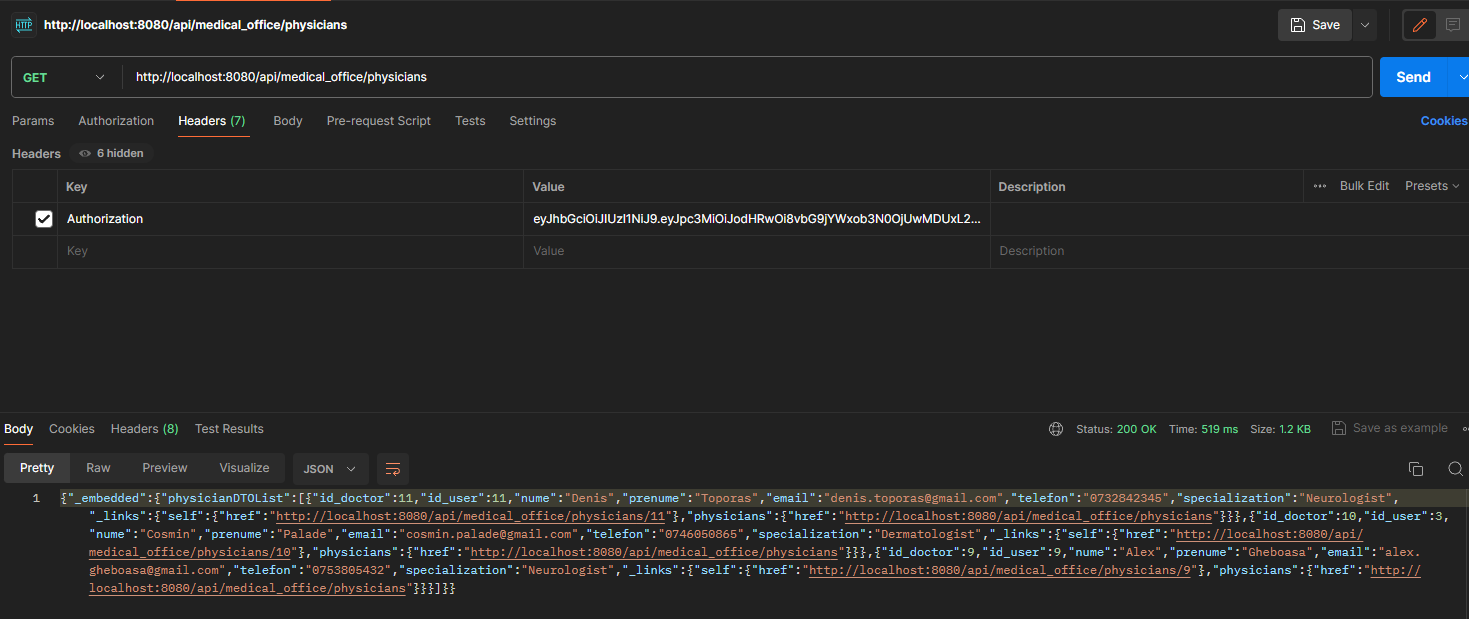 HTTP http://localhost:8080/api/medical_office/physicians Save
GET http://localhost:8080/api/medical_office/physicians Send
Params Authorization Headers (7) Body Pre-request Script Tests Settings Cookies
Headers 6 hidden
Key Value Description ••• Bulk Edit Presets
Authorization eyJhbGciOiJIUzI1NiJ9.eyJpc3MiOiJodHRwOi8vbG9jYWxob3N0OjUwMDUxL2...
Key Value Description
Body Cookies Headers (8) Test Results Status: 200 OK Time: 519 ms Size: 1.2 KB Save as example
Pretty Raw Preview Visualize JSON
1 {"_embedded":{"physicianDTOList":[{"id_doctor":11,"id_user":11,"nume":"Denis","prenume":"Toporas","email":"denis.toporas@gmail.com","telefon":"0732842345","specialization":"Neurologist",
"_links":{"self":{"href":"http://localhost:8080/api/medical_office/physicians/11"},"physicians":{"href":"http://localhost:8080/api/medical_office/physicians"}}},{"id_doctor":10,"id_user":3,
"nume":"Cosmin","prenume":"Palade","email":"cosmin.palade@gmail.com","telefon":"0746050865","specialization":"Dermatologist","_links":{"self":{"href":"http://localhost:8080/api/
medical_office/physicians/10"},"physicians":{"href":"http://localhost:8080/api/medical_office/physicians"}}},{"id_doctor":9,"id_user":9,"nume":"Alex","prenume":"Gheboasa","email":"alex.
gheboasa@gmail.com","telefon":"0753805432","specialization":"Neurologist","_links":{"self":{"href":"http://localhost:8080/api/medical_office/physicians/9"},"physicians":{"href":"http://
localhost:8080/api/medical_office/physicians"}}}]}}